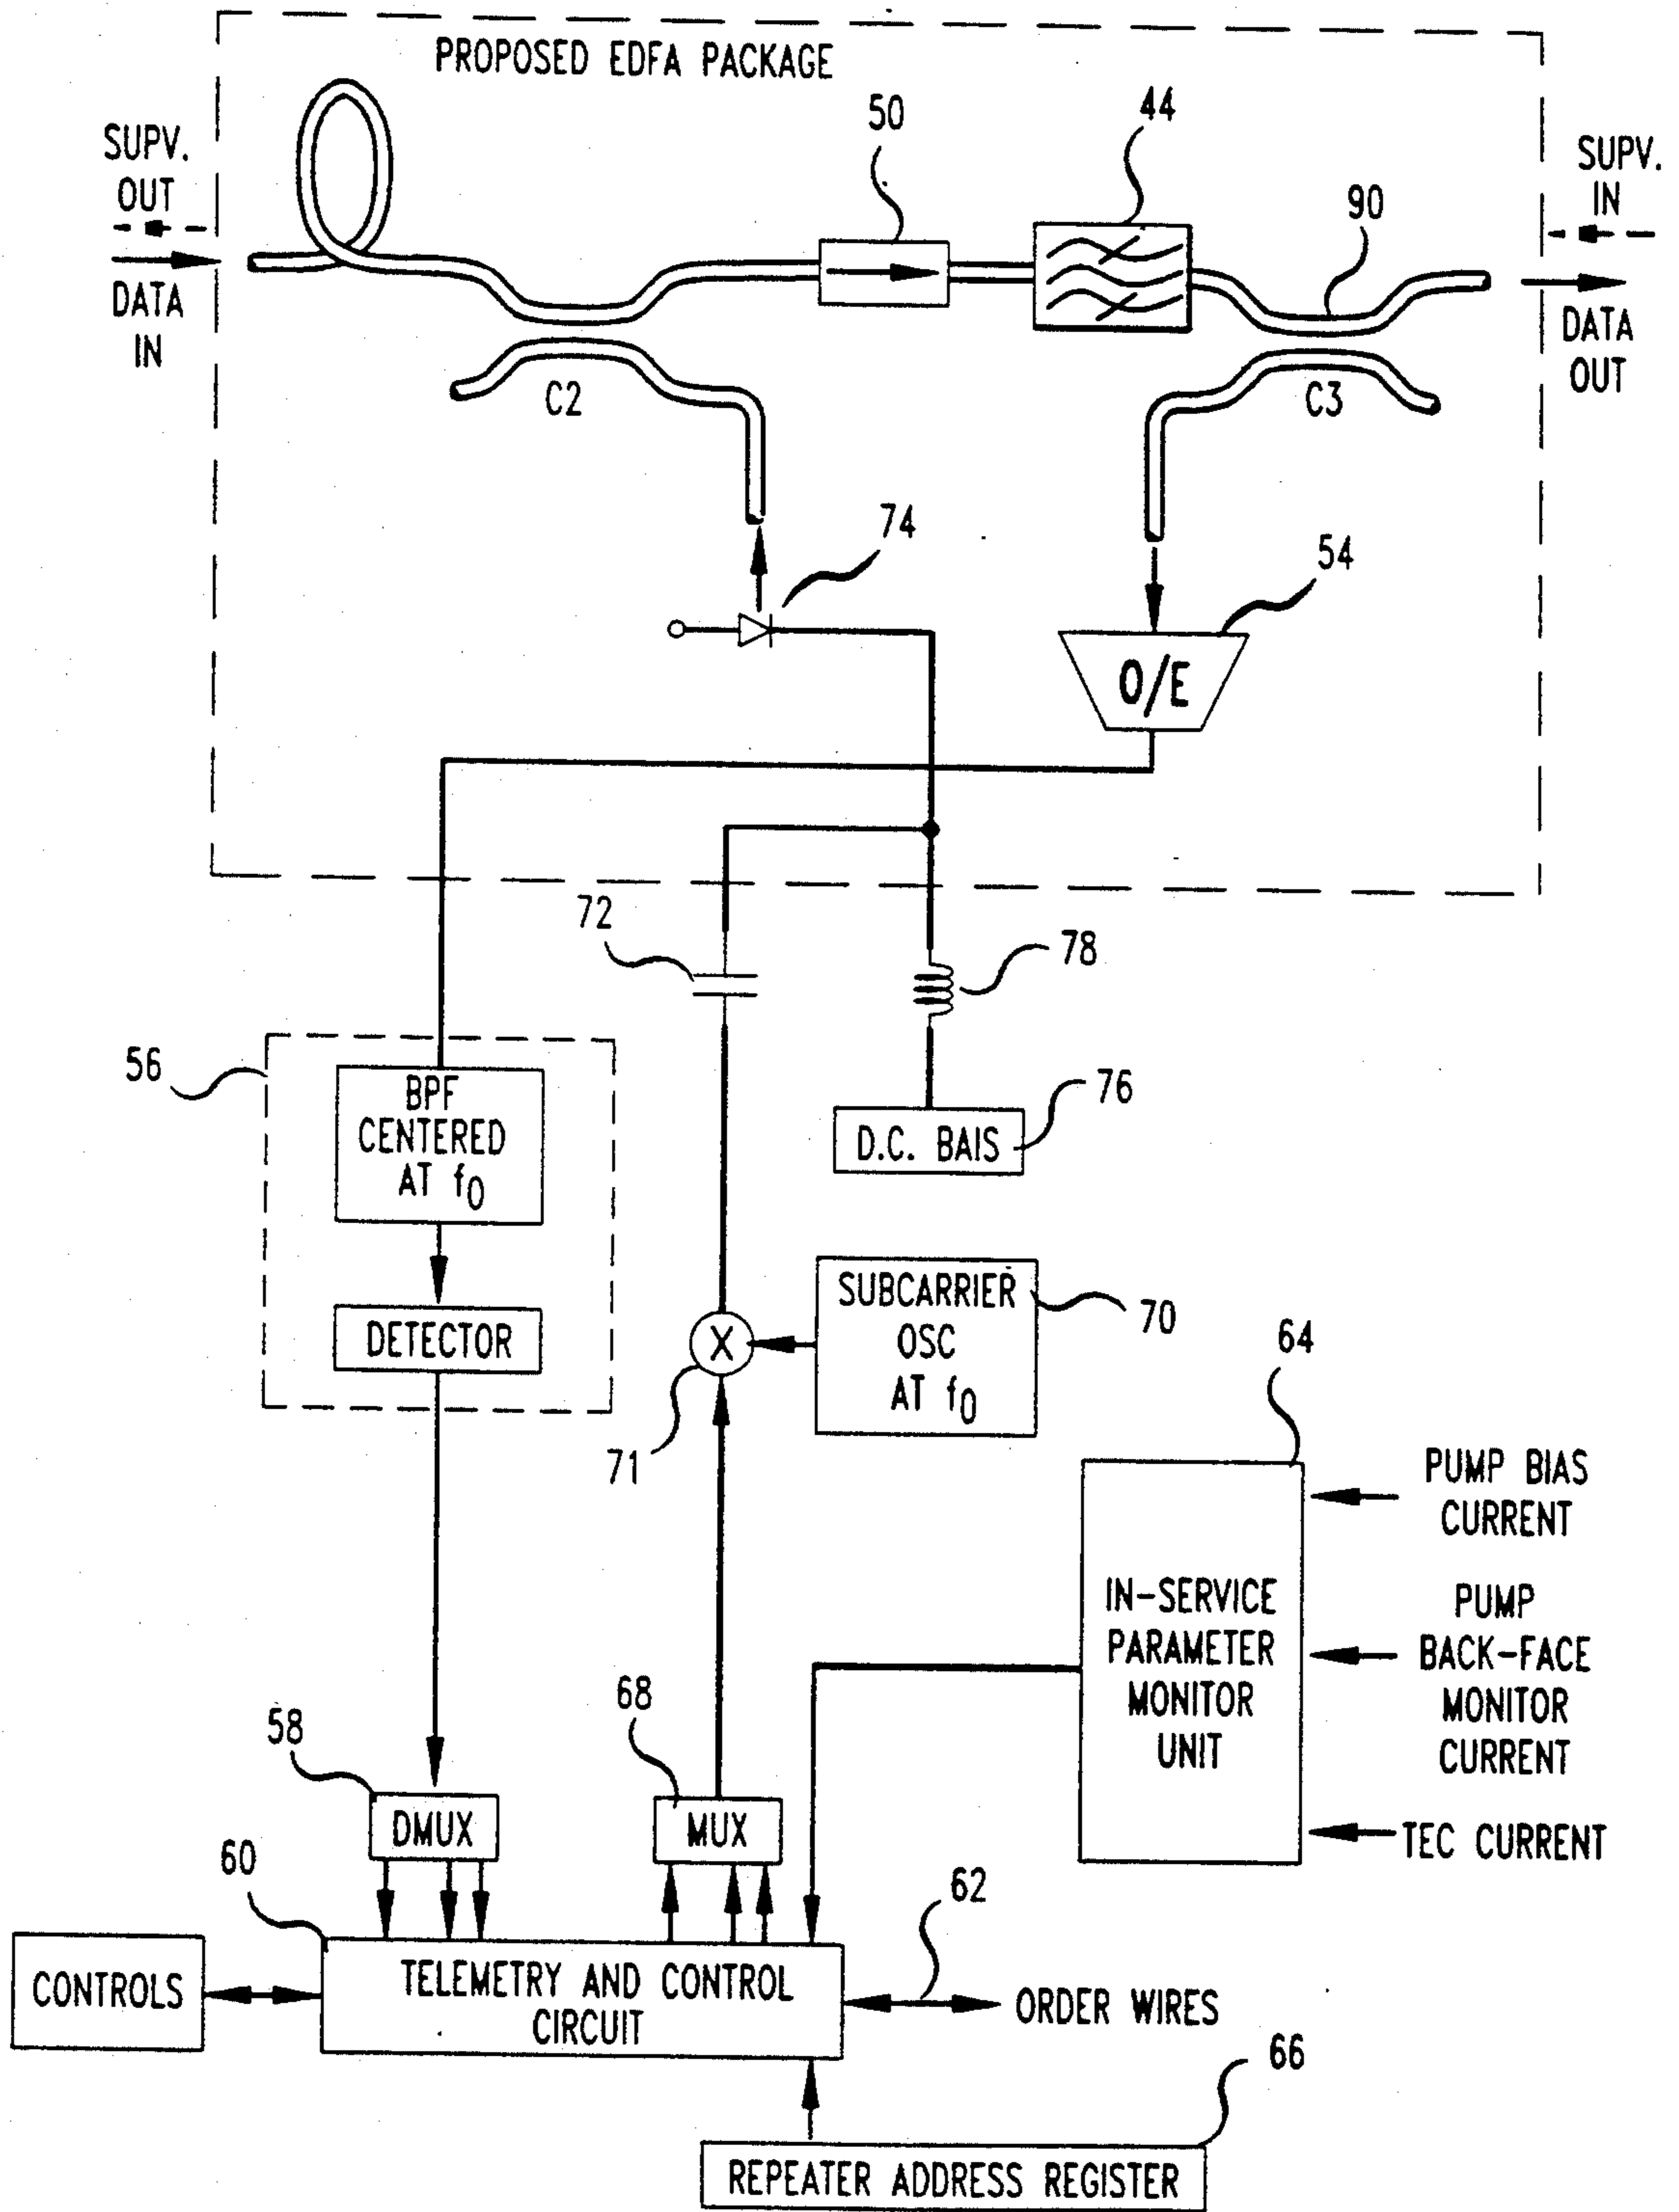 PROPOSED EDFA PACKAGE
50
44
90
SUPV.
OUT
DATA
IN
SUPV.
IN
DATA
OUT
C2
C3
74
54
O/E
72
78
56
BPF
CENTERED
AT f0
76
D.C. BAIS
DETECTOR
SUBCARRIER
OSC
AT f0
70
X
71
64
PUMP BIAS
CURRENT
IN-SERVICE
PARAMETER
MONITOR
UNIT
PUMP
BACK-FACE
MONITOR
CURRENT
TEC CURRENT
58
68
DMUX
MUX
60
62
CONTROLS
TELEMETRY AND CONTROL
CIRCUIT
ORDER WIRES
66
REPEATER ADDRESS REGISTER